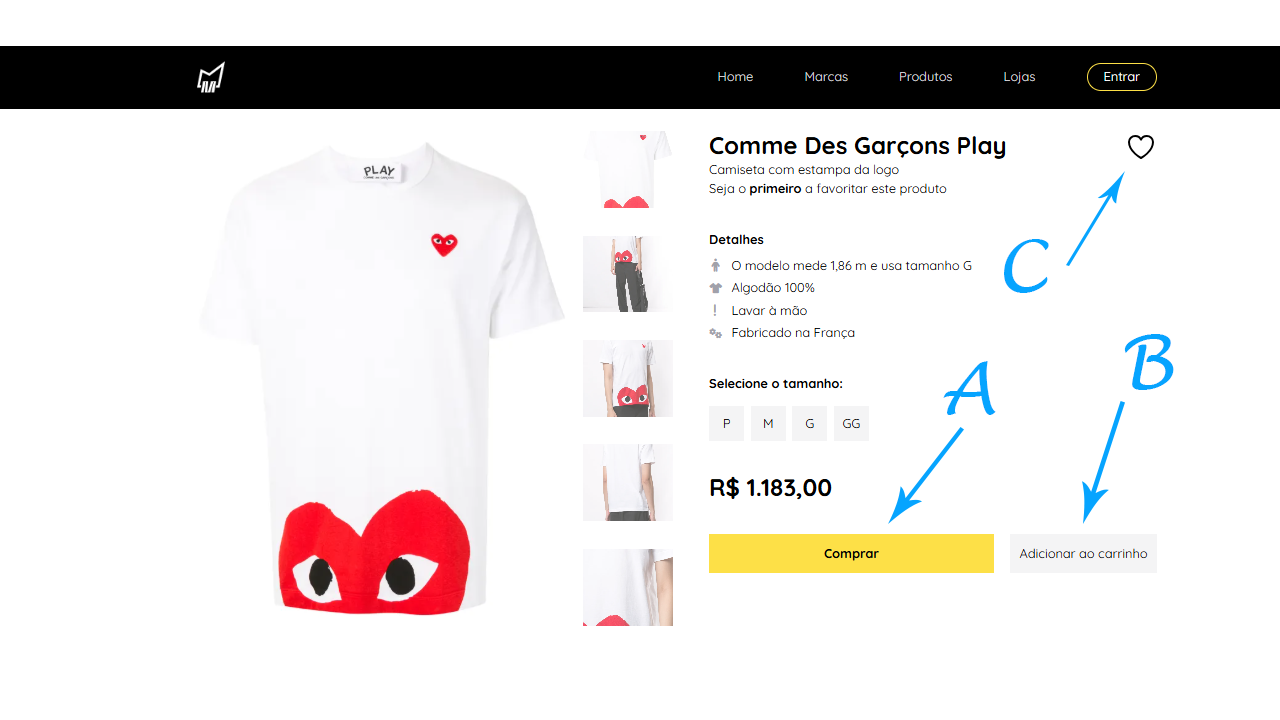 Home Marcas Produtos Lojas Entrar
PLAY
Comme Des Garçons Play
Camiseta com estampa da logo
Seja o primeiro a favoritar este produto
Detalhes
C
O modelo mede 1,86 m e usa tamanho G
Algodão 100%
Lavar à mão
Fabricado na França
B
A
Selecione o tamanho:
P M G GG
R$ 1.183,00
Comprar Adicionar ao carrinho